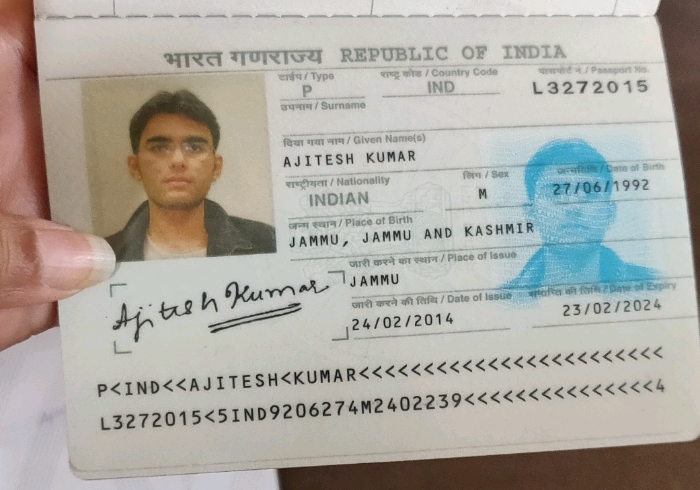 भारत गणराज्य REPUBLIC OF INDIA
टाईप / Type राष्ट्र कोड / Country Code पासपोर्ट नं. / Passport No.
P IND L3272015
उपनाम / Surname
दिया गया नाम / Given Name(s)
AJITESH KUMAR
राष्ट्रीयता / Nationality लिंग / Sex जन्मतिथि / Date of Birth
INDIAN M 27/06/1992
जन्म स्थान / Place of Birth
JAMMU, JAMMU AND KASHMIR
जारी करने का स्थान / Place of Issue
JAMMU
Ajitesh Kumar
जारी करने की तिथि / Date of Issue समाप्ति की तिथि / Date of Expiry
24/02/2014 23/02/2024
P<IND<<AJITESH<KUMAR<<<<<<<<<<<<<<<<<<<<<<<<
L3272015<5IND9206274M2402239<<<<<<<<<<<<<<<4